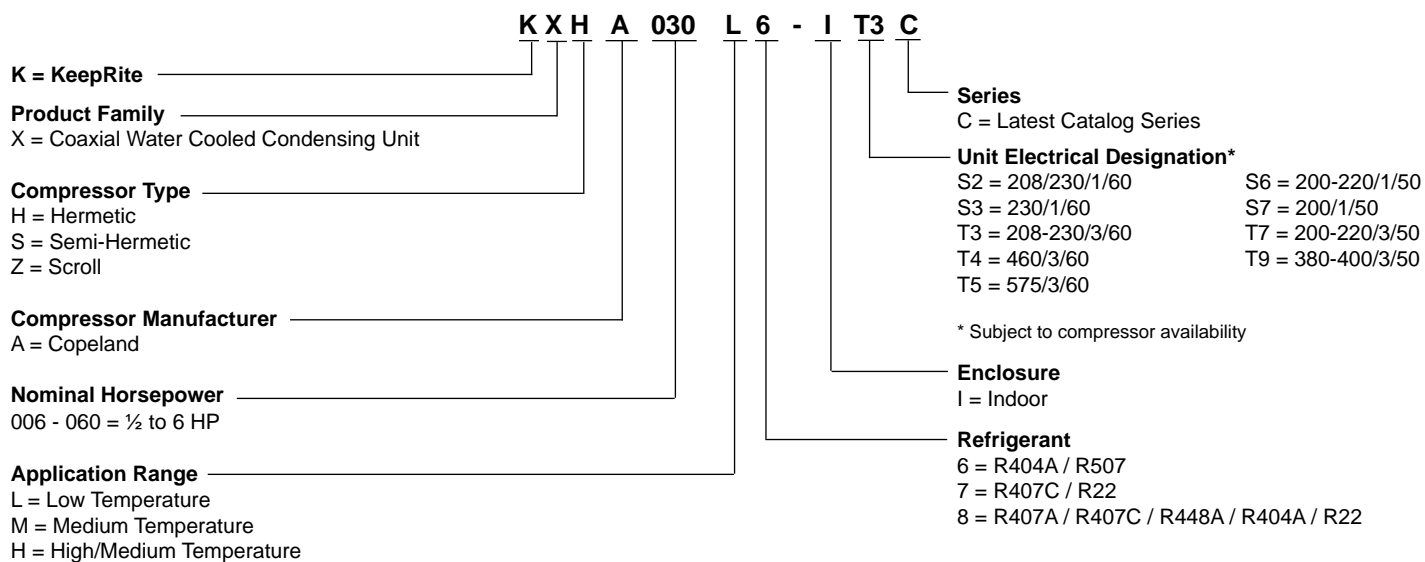 K X H A 030 L 6 - I T3 C
K = KeepRite
Product Family
X = Coaxial Water Cooled Condensing Unit
Compressor Type
H = Hermetic
S = Semi-Hermetic
Z = Scroll
Compressor Manufacturer
A = Copeland
Nominal Horsepower
006 - 060 = ½ to 6 HP
Application Range
L = Low Temperature
M = Medium Temperature
H = High/Medium Temperature
Series
C = Latest Catalog Series
Unit Electrical Designation*
S2 = 208/230/1/60 S6 = 200-220/1/50
S3 = 230/1/60 S7 = 200/1/50
T3 = 208-230/3/60 T7 = 200-220/3/50
T4 = 460/3/60 T9 = 380-400/3/50
T5 = 575/3/60
* Subject to compressor availability
Enclosure
I = Indoor
Refrigerant
6 = R404A / R507
7 = R407C / R22
8 = R407A / R407C / R448A / R404A / R22